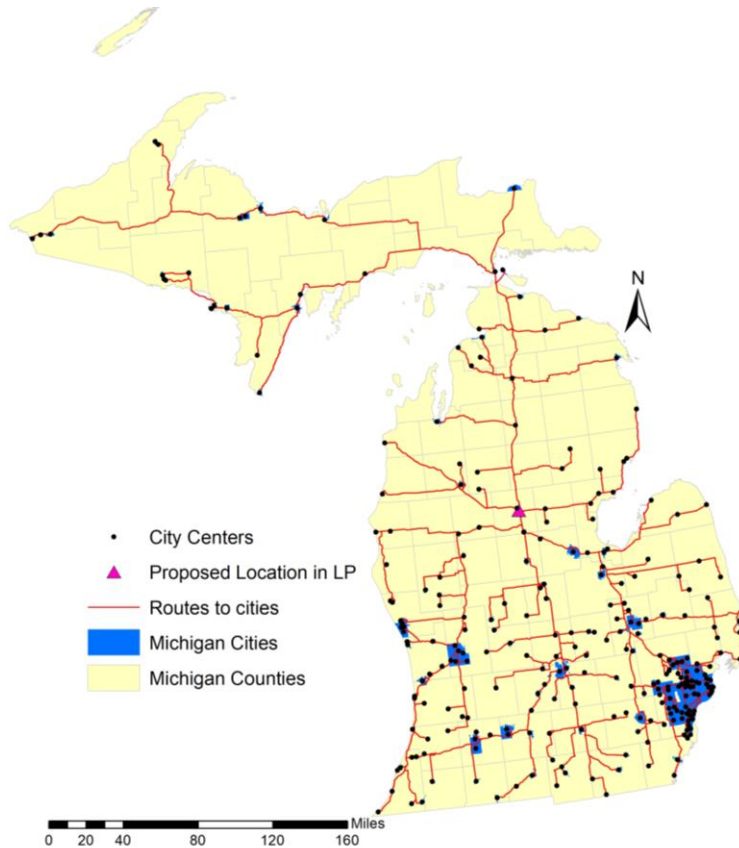 N
City Centers
Proposed Location in LP
Routes to cities
Michigan Cities
Michigan Counties
Miles
0 20 40 80 120 160